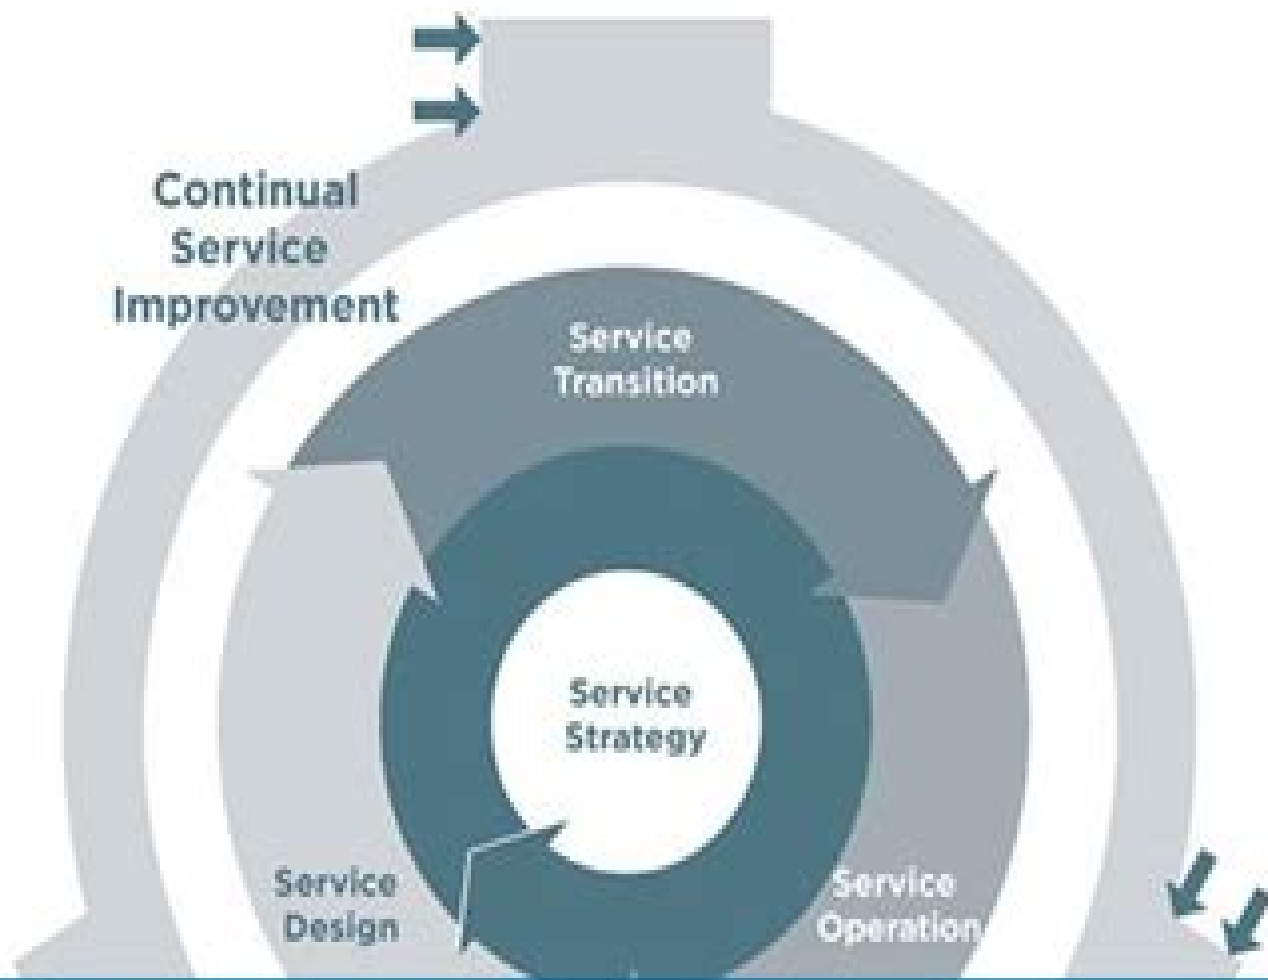 Continual
Service
Improvement
Service
Transition
Service
Strategy
Service
Design
Service
Operation